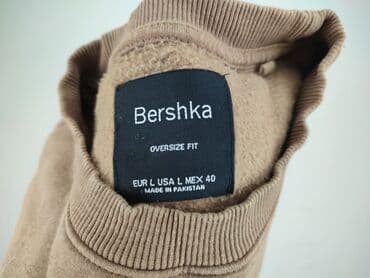 Bershka
OVERSIZE FIT
EUR L USA L MEX 40
MADE IN PAKISTAN